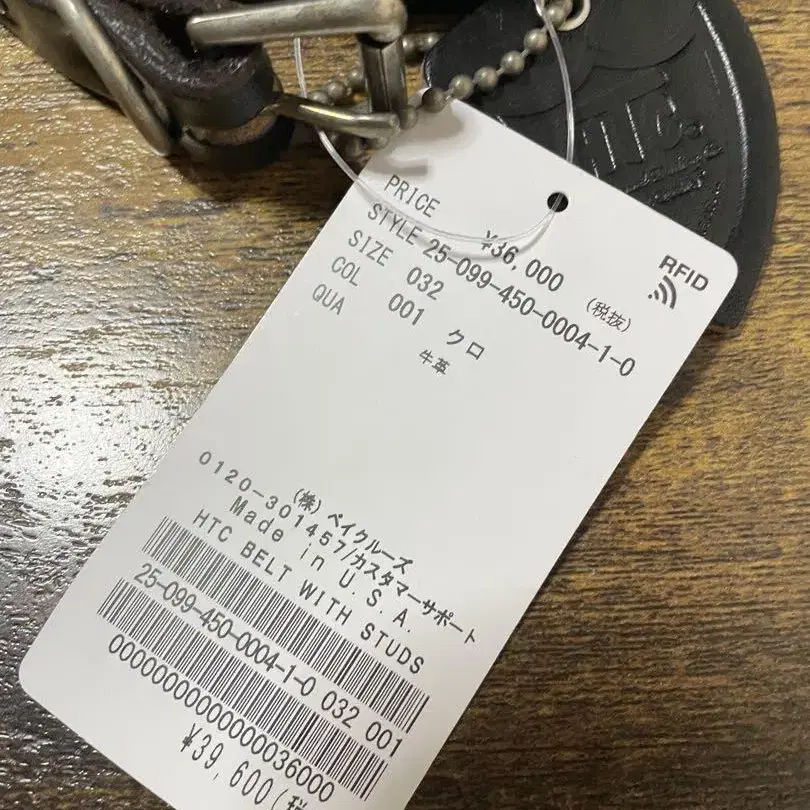 HTC.
RFID
PRICE ¥36,000 (税抜)
STYLE 25-099-450-0004-1-0
SIZE 032
COL 001 クロ
QUA 牛革
(株) ベイクルーズ
0120-301457/カスタマーサポート
Made in U.S.A.
HTC BELT WITH STUDS
25-099-450-0004-1-0 032 001
0000000000000036000
¥39,600(税